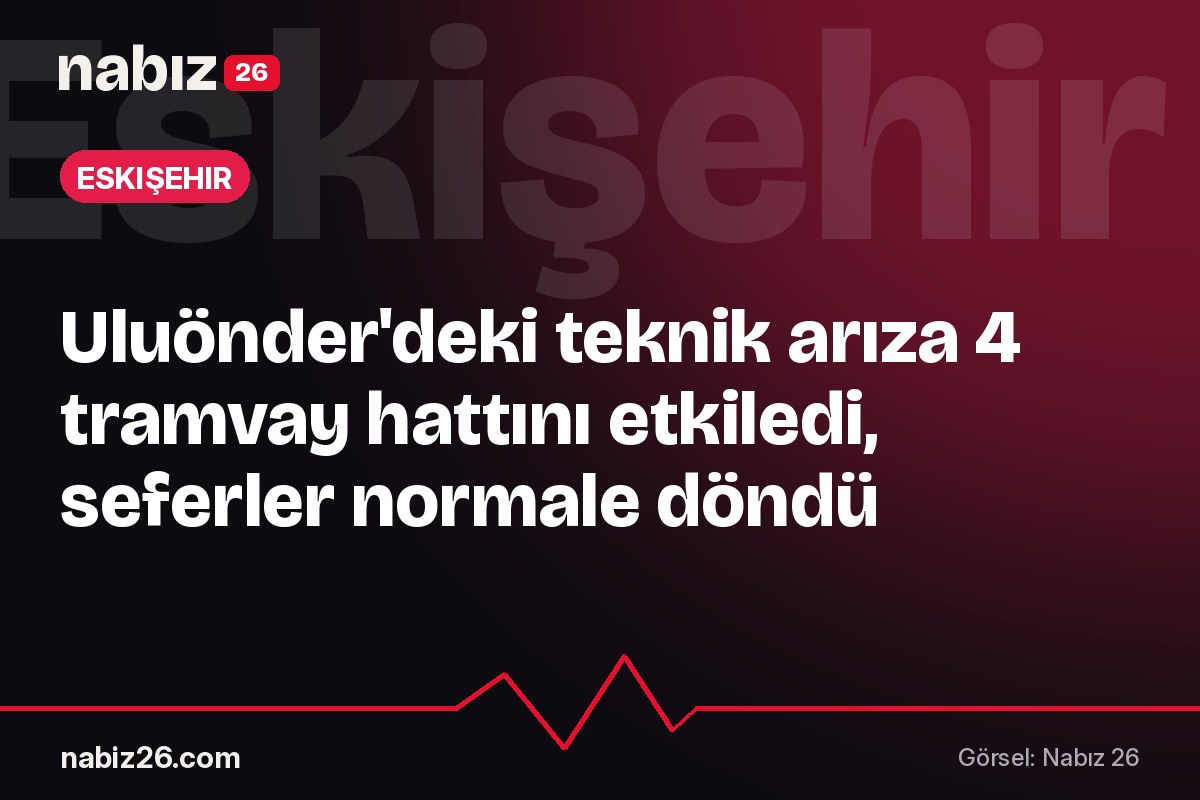 Eskişehir
nabız 26
ESKIŞEHIR
Uluönder'deki teknik arıza 4
tramvay hattını etkiledi,
seferler normale döndü
nabiz26.com
Görsel: Nabız 26